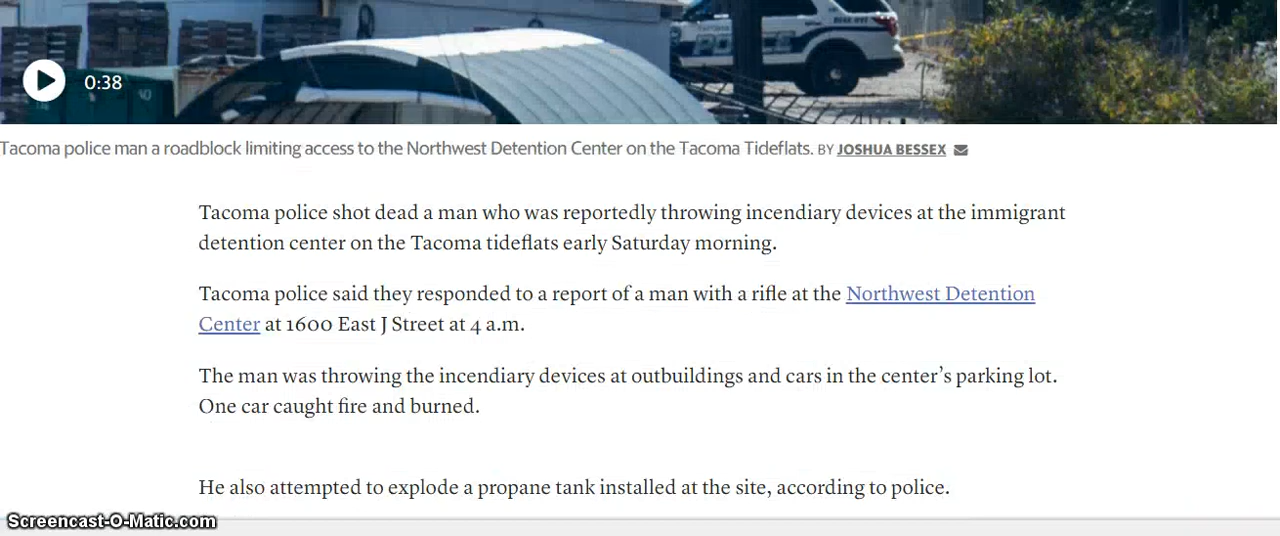 0:38
Tacoma police man a roadblock limiting access to the Northwest Detention Center on the Tacoma Tideflats. BY JOSHUA BESSEX
Tacoma police shot dead a man who was reportedly throwing incendiary devices at the immigrant
detention center on the Tacoma tideflats early Saturday morning.
Tacoma police said they responded to a report of a man with a rifle at the Northwest Detention
Center at 1600 East J Street at 4 a.m.
The man was throwing the incendiary devices at outbuildings and cars in the center’s parking lot.
One car caught fire and burned.
He also attempted to explode a propane tank installed at the site, according to police.
Screencast-O-Matic.com